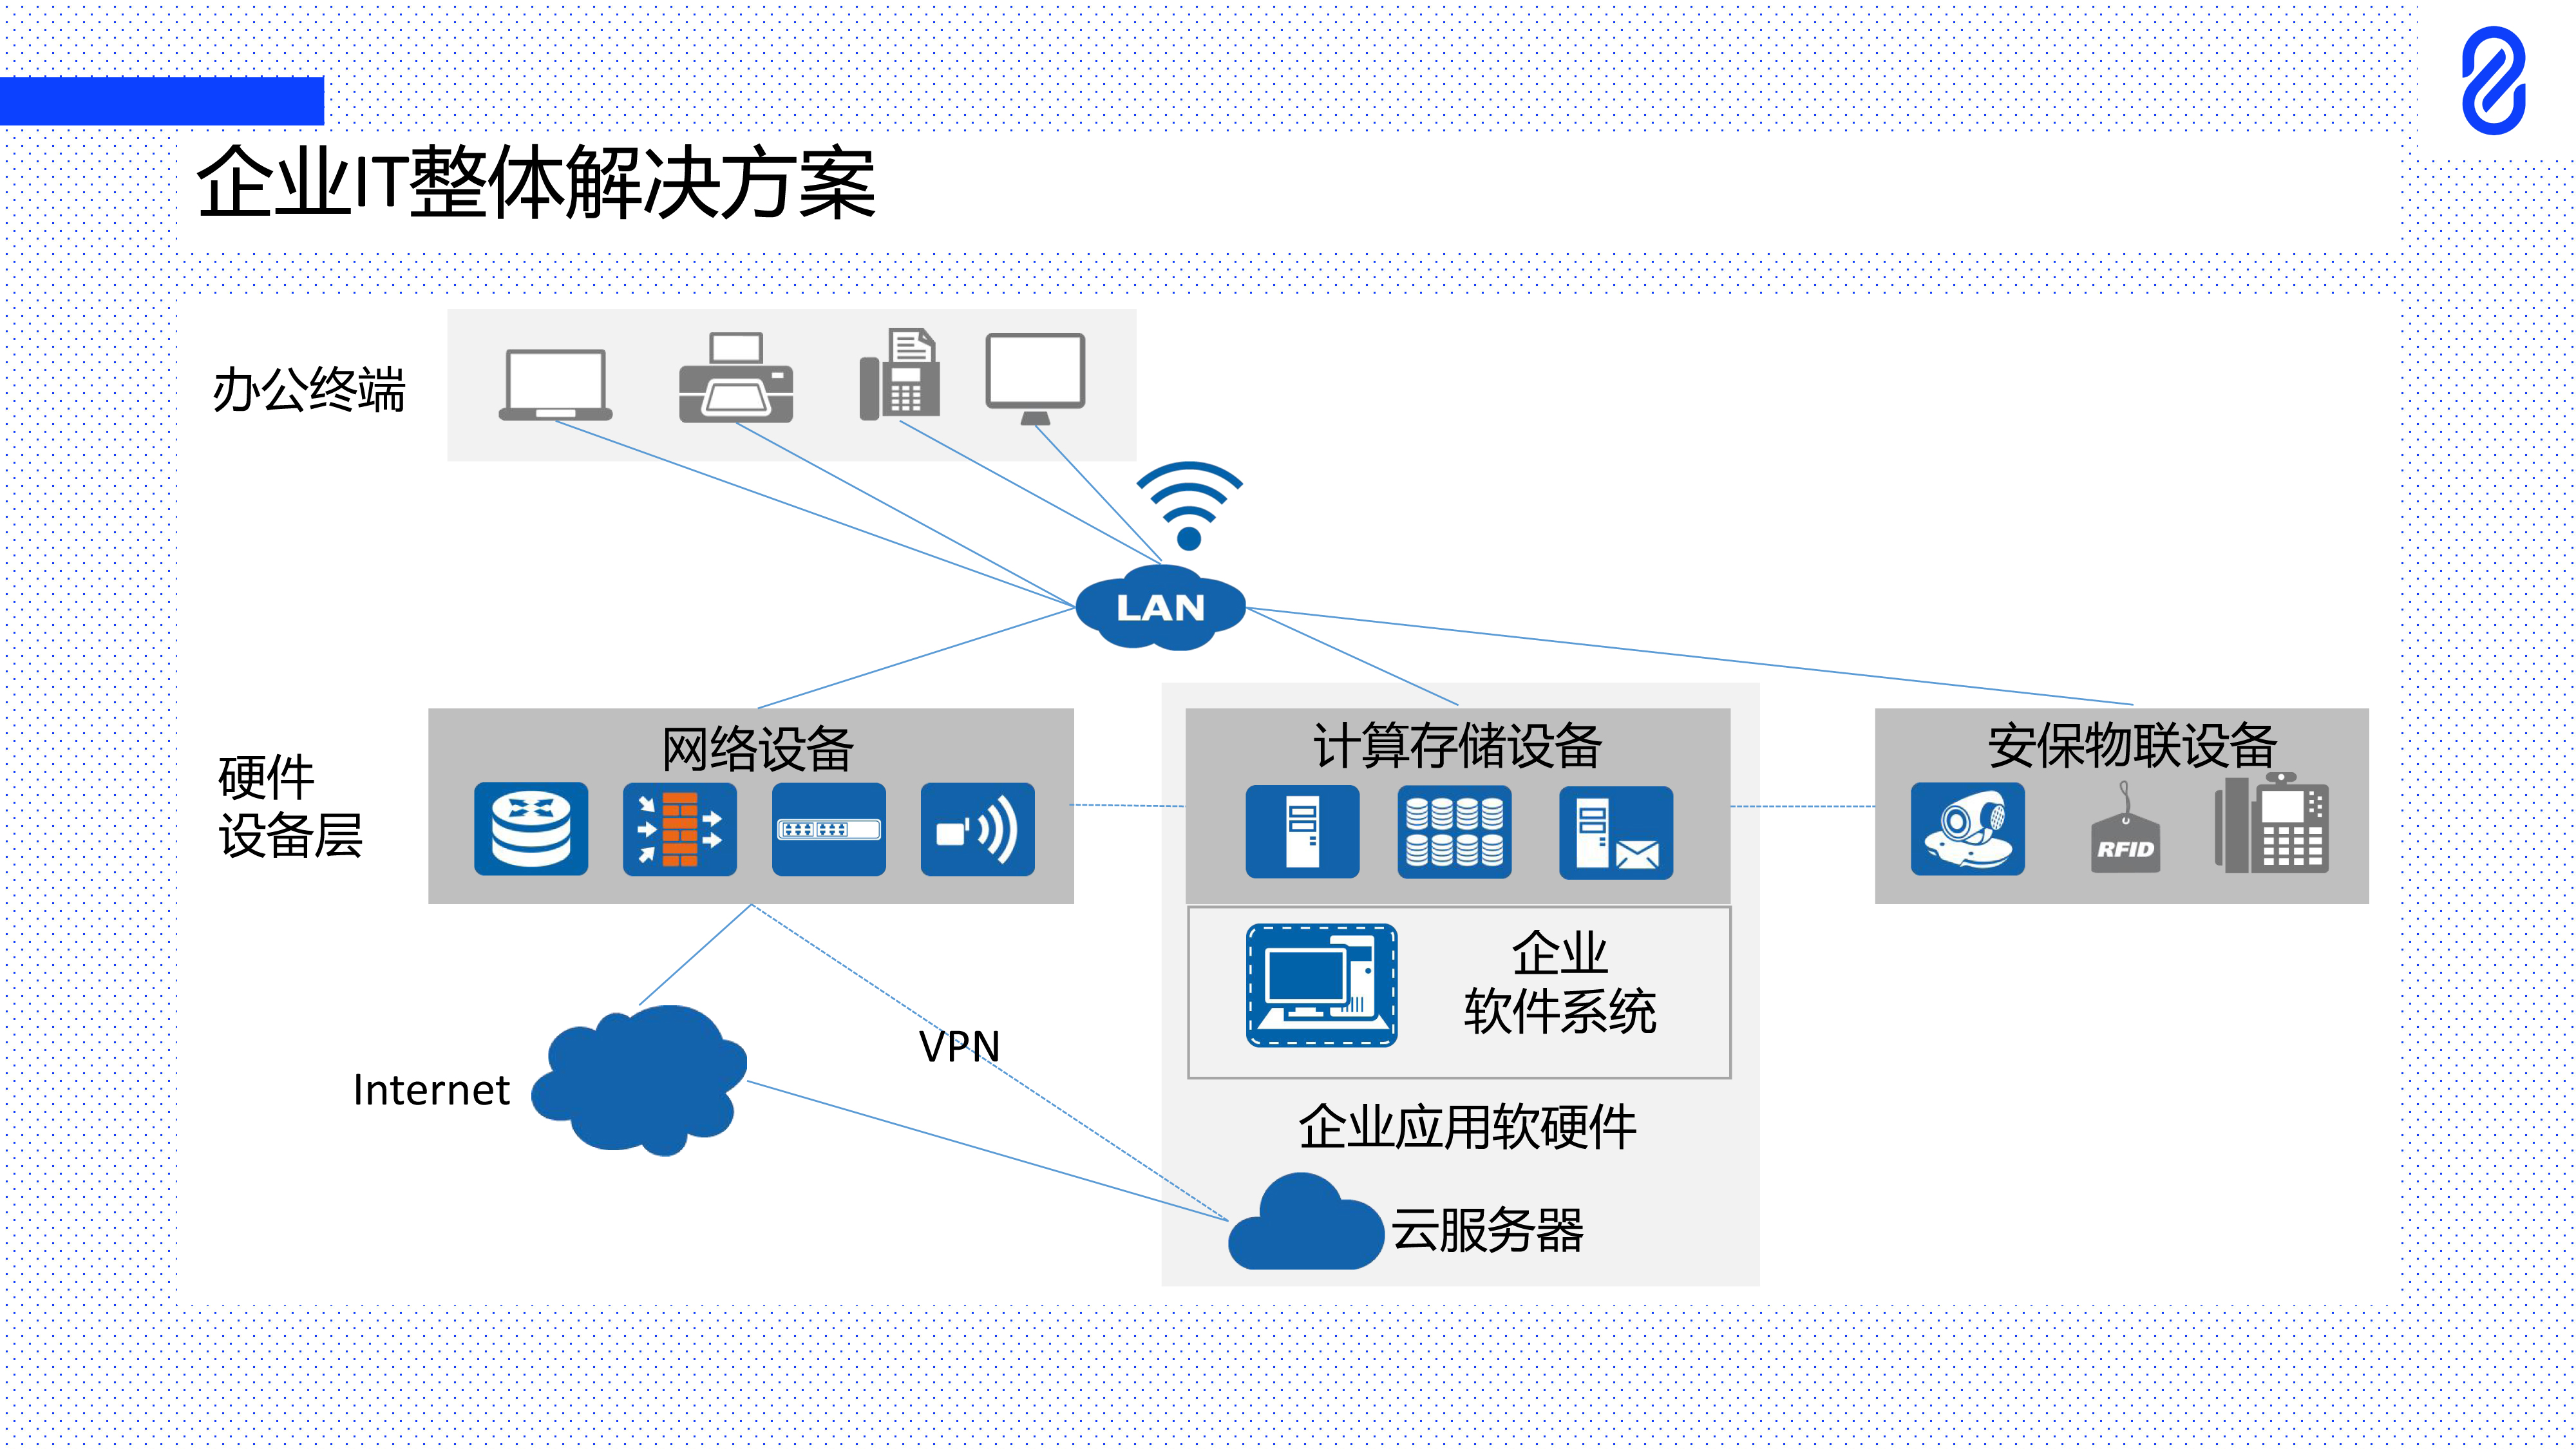 企业IT整体解决方案
办公终端
LAN
硬件
设备层
网络设备
计算存储设备
安保物联设备
RFID
企业
软件系统
VPN
Internet
企业应用软硬件
云服务器